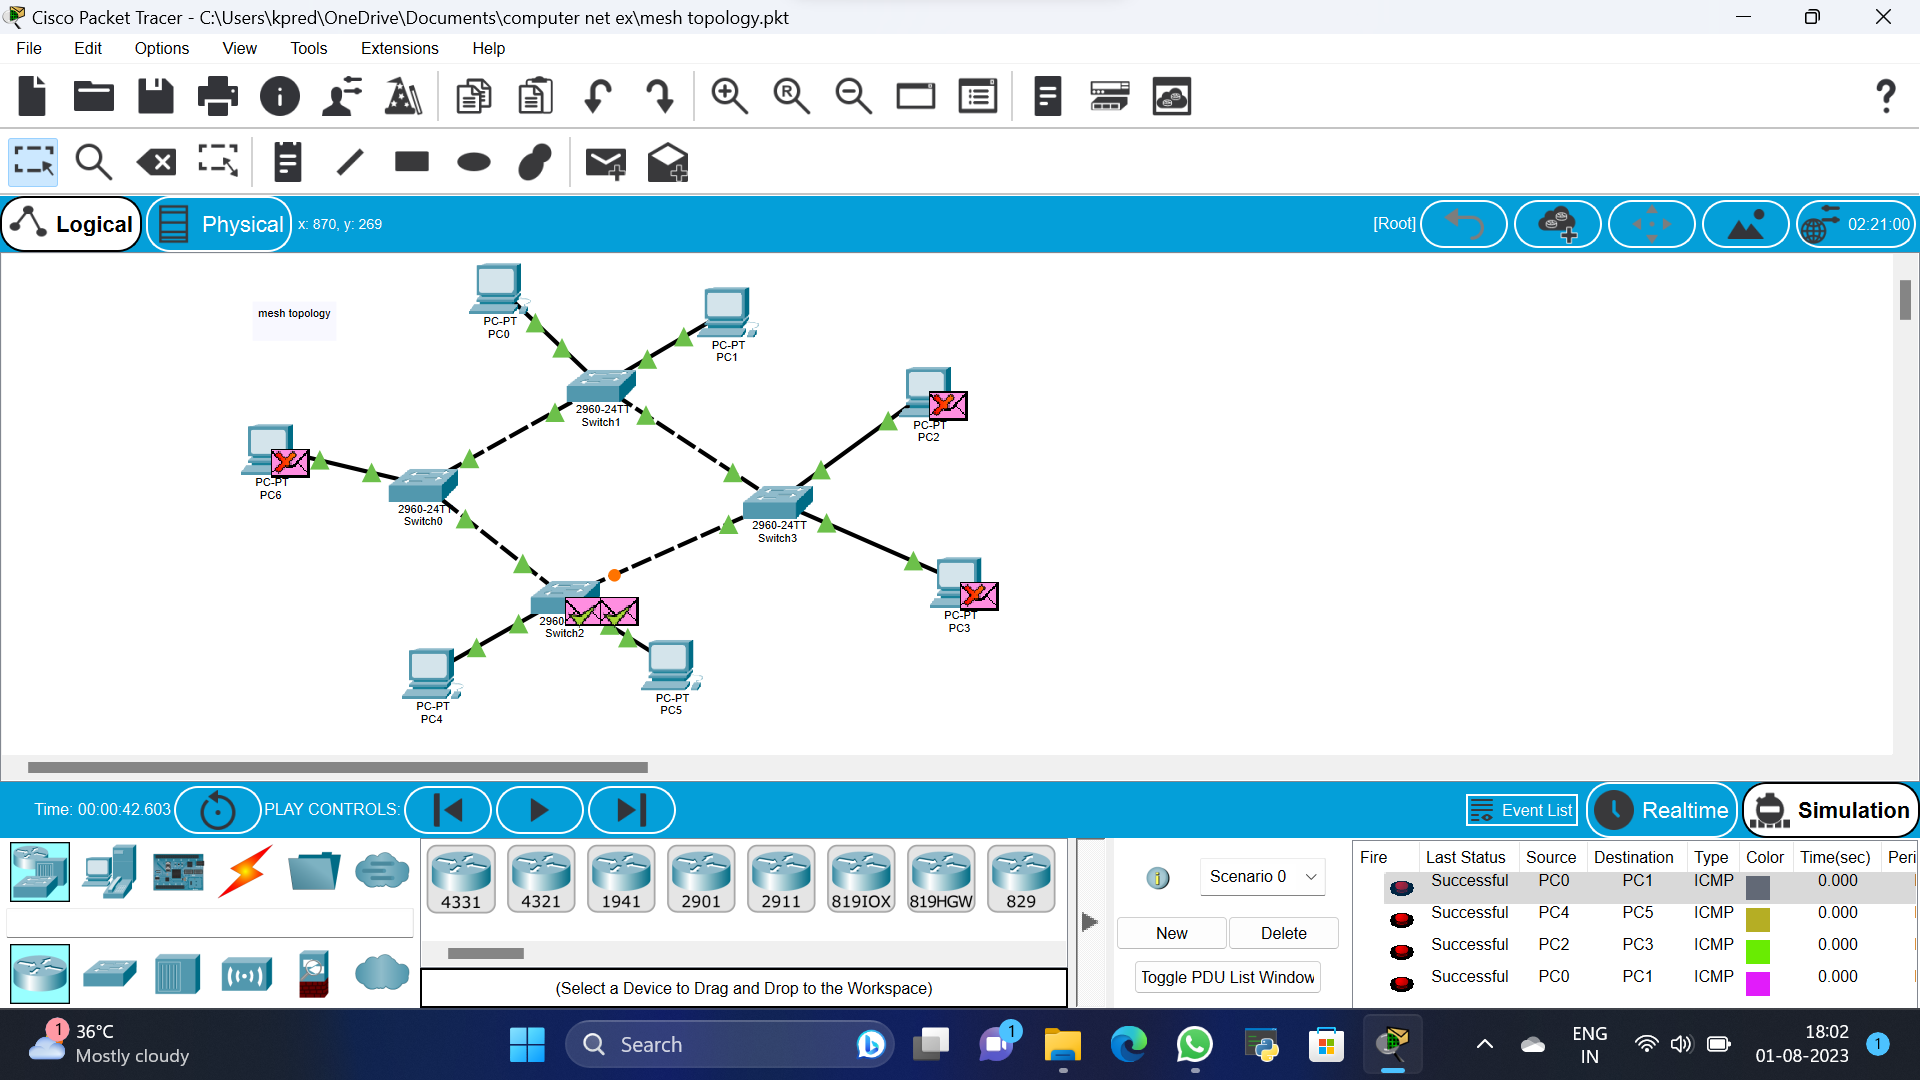 Cisco Packet Tracer - C:\Users\kpred\OneDrive\Documents\computer net ex\mesh topology.pkt
File Edit Options View Tools Extensions Help
Logical Physical x: 870, y: 269 [Root] 02:21:00
mesh topology
PC-PT
PC0
PC-PT
PC1
2960-24TT
Switch1
PC-PT
PC2
PC-PT
PC6
2960-24TT
Switch0
2960-24TT
Switch3
2960
Switch2
PC-PT
PC3
PC-PT
PC4
PC-PT
PC5
Time: 00:00:42.603 PLAY CONTROLS: Event List Realtime Simulation
4331 4321 1941 2901 2911 819IOX 819HGW 829
(Select a Device to Drag and Drop to the Workspace)
Scenario 0
New Delete
Toggle PDU List Window
Fire Last Status Source Destination Type Color Time(sec) Peri
Successful PC0 PC1 ICMP 0.000
Successful PC4 PC5 ICMP 0.000
Successful PC2 PC3 ICMP 0.000
Successful PC0 PC1 ICMP 0.000
1 36°C
Mostly cloudy
Search
1
ENG
IN
18:02
01-08-2023
1